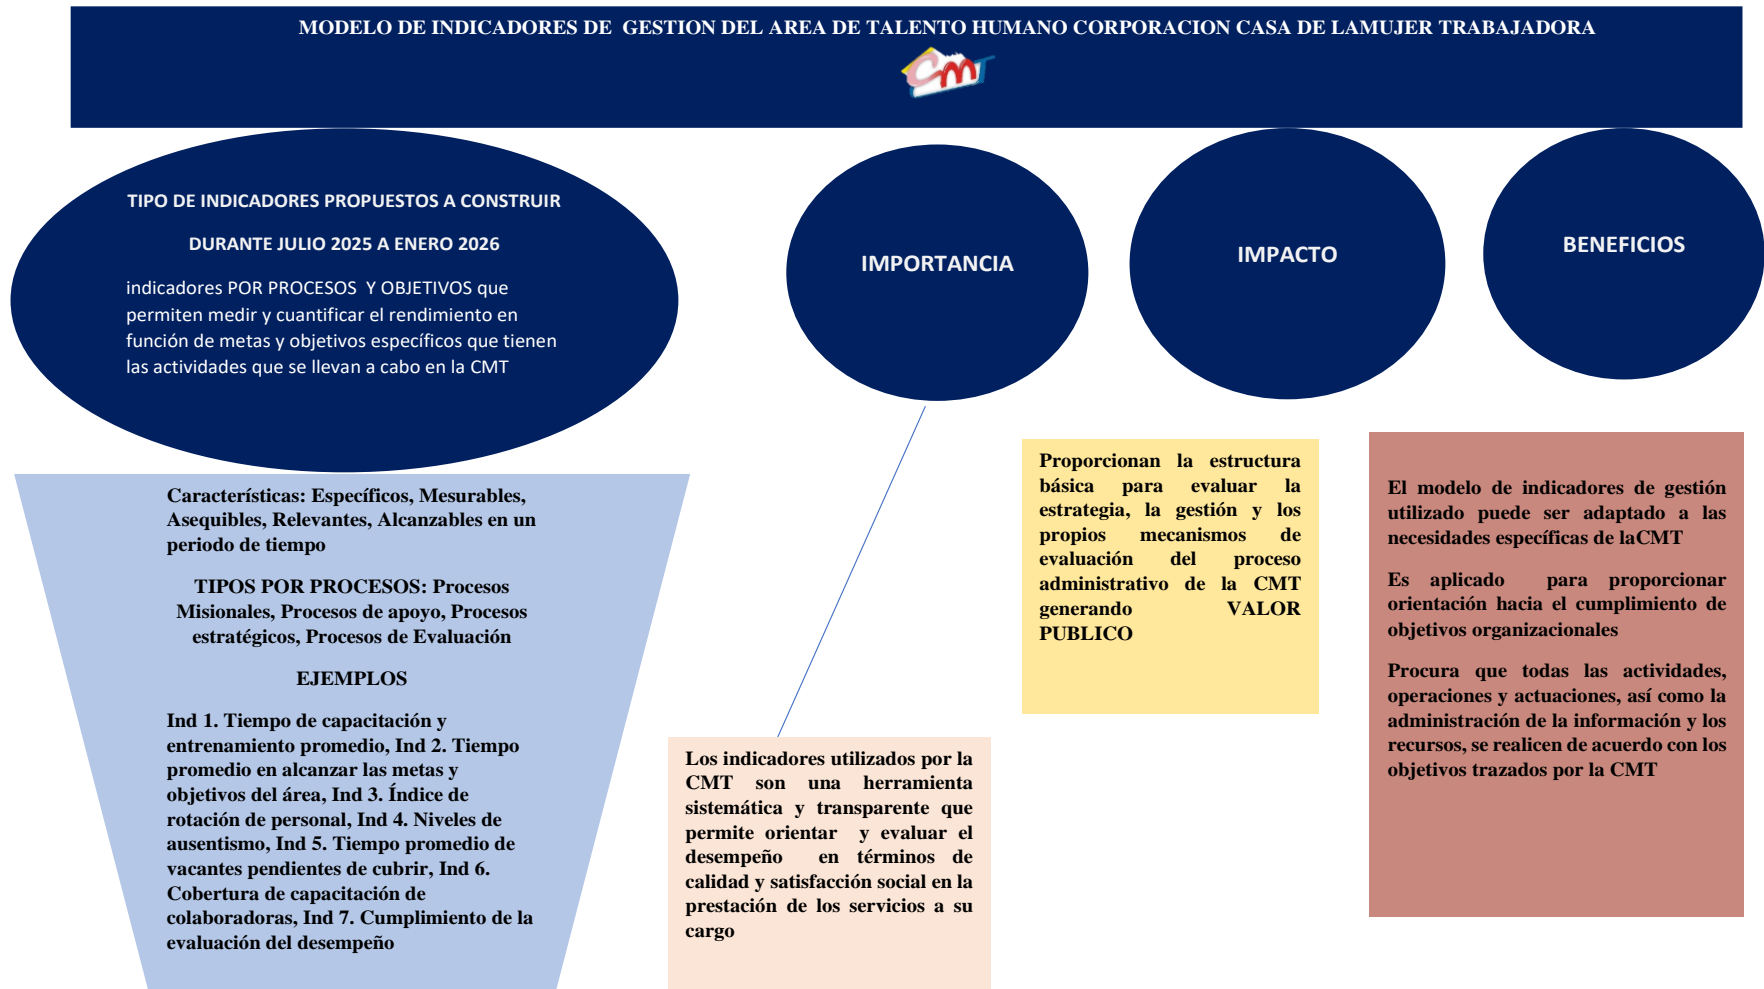 MODELO DE INDICADORES DE GESTION DEL AREA DE TALENTO HUMANO CORPORACION CASA DE LAMUJER TRABAJADORA
CMT
TIPO DE INDICADORES PROPUESTOS A CONSTRUIR
DURANTE JULIO 2025 A ENERO 2026
indicadores POR PROCESOS Y OBJETIVOS que
permiten medir y cuantificar el rendimiento en
función de metas y objetivos específicos que tienen
las actividades que se llevan a cabo en la CMT
Características: Específicos, Mesurables,
Asequibles, Relevantes, Alcanzables en un
periodo de tiempo
TIPOS POR PROCESOS: Procesos
Misionales, Procesos de apoyo, Procesos
estratégicos, Procesos de Evaluación
EJEMPLOS
Ind 1. Tiempo de capacitación y
entrenamiento promedio, Ind 2. Tiempo
promedio en alcanzar las metas y
objetivos del área, Ind 3. Índice de
rotación de personal, Ind 4. Niveles de
ausentismo, Ind 5. Tiempo promedio de
vacantes pendientes de cubrir, Ind 6.
Cobertura de capacitación de
colaboradoras, Ind 7. Cumplimiento de la
evaluación del desempeño
IMPORTANCIA
Los indicadores utilizados por la
CMT son una herramienta
sistemática y transparente que
permite orientar y evaluar el
desempeño en términos de
calidad y satisfacción social en la
prestación de los servicios a su
cargo
IMPACTO
Proporcionan la estructura
básica para evaluar la
estrategia, la gestión y los
propios mecanismos de
evaluación del proceso
administrativo de la CMT
generando VALOR
PUBLICO
BENEFICIOS
El modelo de indicadores de gestión
utilizado puede ser adaptado a las
necesidades específicas de laCMT
Es aplicado para proporcionar
orientación hacia el cumplimiento de
objetivos organizacionales
Procura que todas las actividades,
operaciones y actuaciones, así como la
administración de la información y los
recursos, se realicen de acuerdo con los
objetivos trazados por la CMT